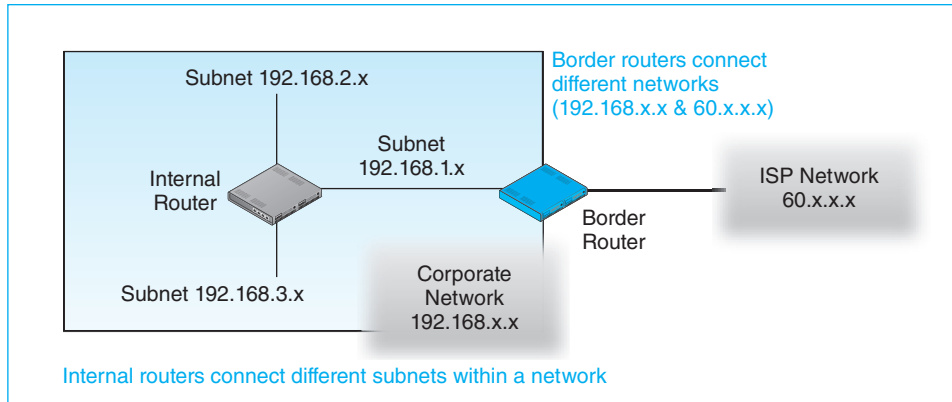 Border routers connect
different networks
(192.168.x.x & 60.x.x.x)
Subnet 192.168.2.x
Subnet
192.168.1.x
Internal
Router
ISP Network
60.x.x.x
Border
Router
Subnet 192.168.3.x
Corporate
Network
192.168.x.x
Internal routers connect different subnets within a network